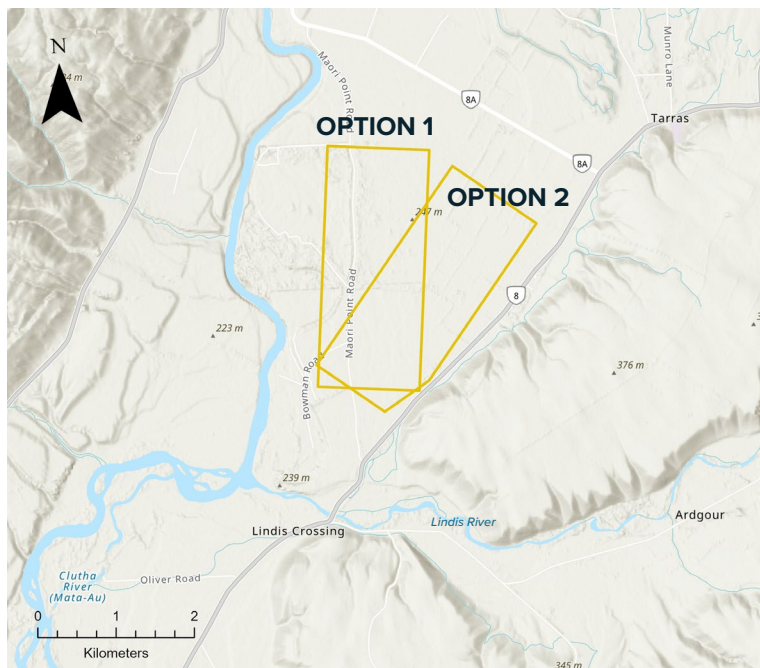 N
Munro Lane
Maori Point Road
8A
Tarras
OPTION 1
8A
OPTION 2
247 m
8
Maori Point Road
223 m
376 m
Bowman Road
239 m
Ardgour
Lindis River
Lindis Crossing
Clutha
River
(Mata-Au)
Oliver Road
0 1 2
Kilometers
345 m